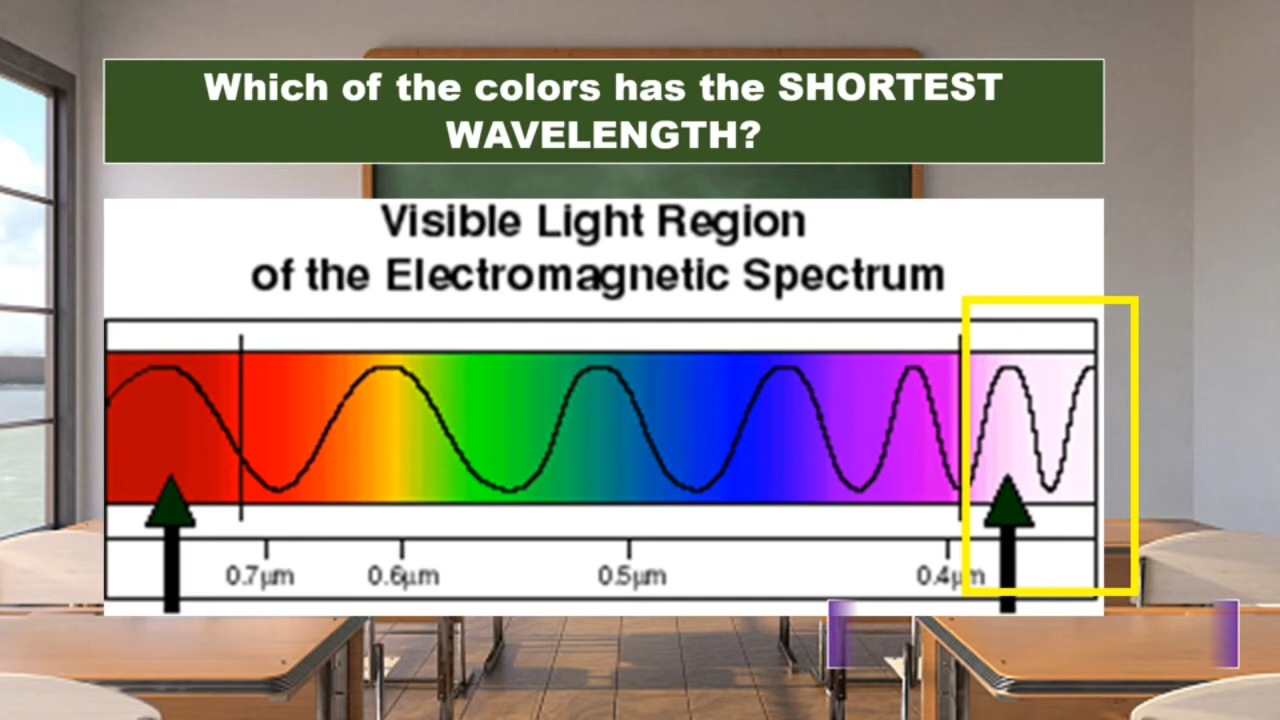 Which of the colors has the SHORTEST
WAVELENGTH?
Visible Light Region
of the Electromagnetic Spectrum
0.7μm 0.6μm 0.5μm 0.4μm